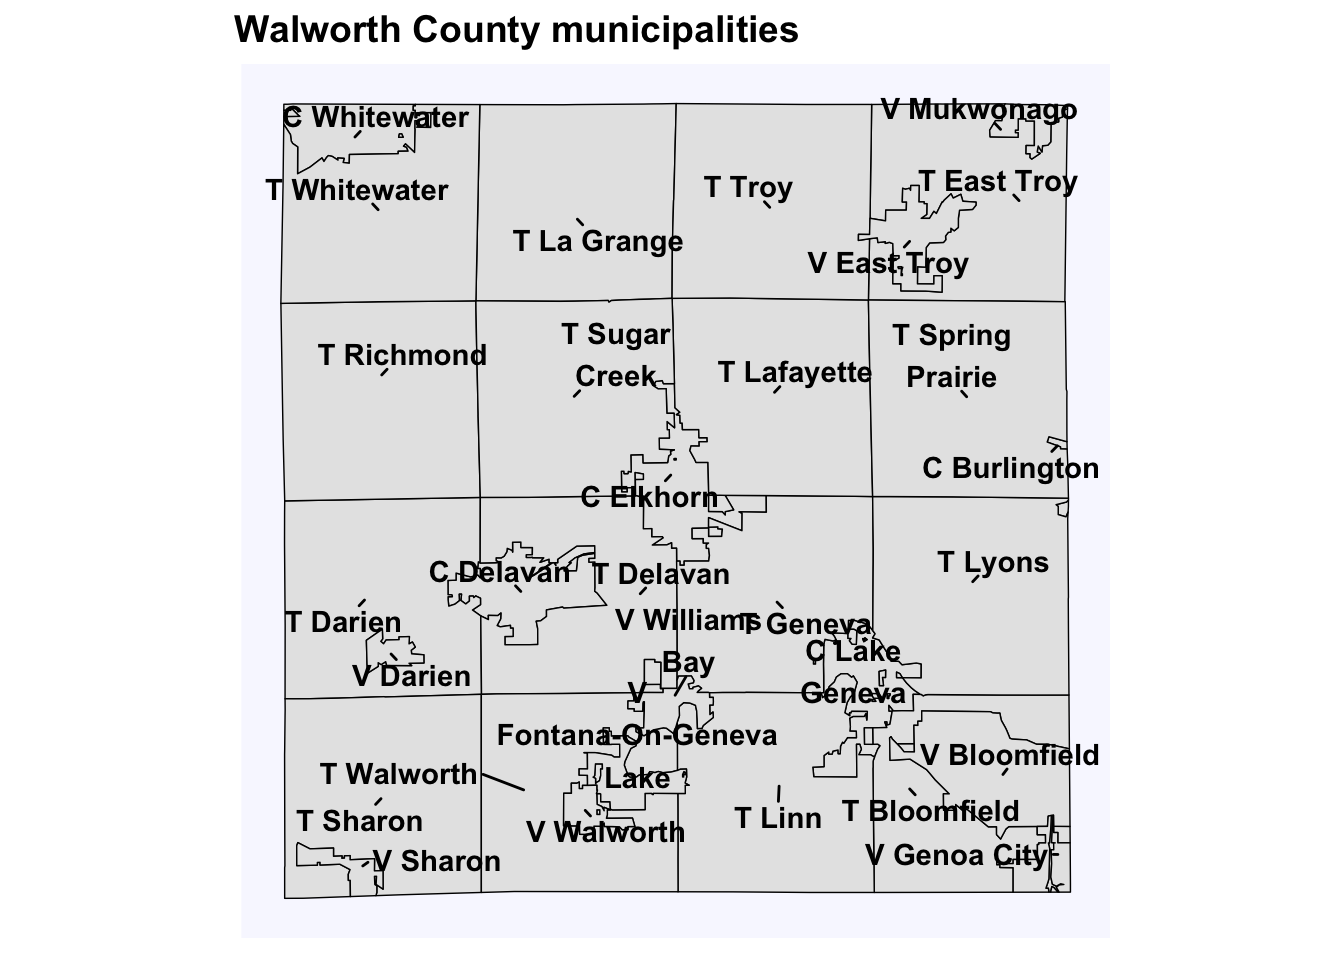 Walworth County municipalities
C Whitewater
V Mukwonago
T Whitewater
T Troy
T East Troy
T La Grange
V East Troy
T Richmond
T Sugar
Creek
T Lafayette
T Spring
Prairie
C Burlington
C Elkhorn
C Delavan
T Delavan
T Lyons
T Darien
V Darien
V Williams
Bay
T Geneva
C Lake
Geneva
V
Fontana-On-Geneva
Lake
T Walworth
V Bloomfield
T Sharon
V Walworth
T Linn
T Bloomfield
V Sharon
V Genoa City